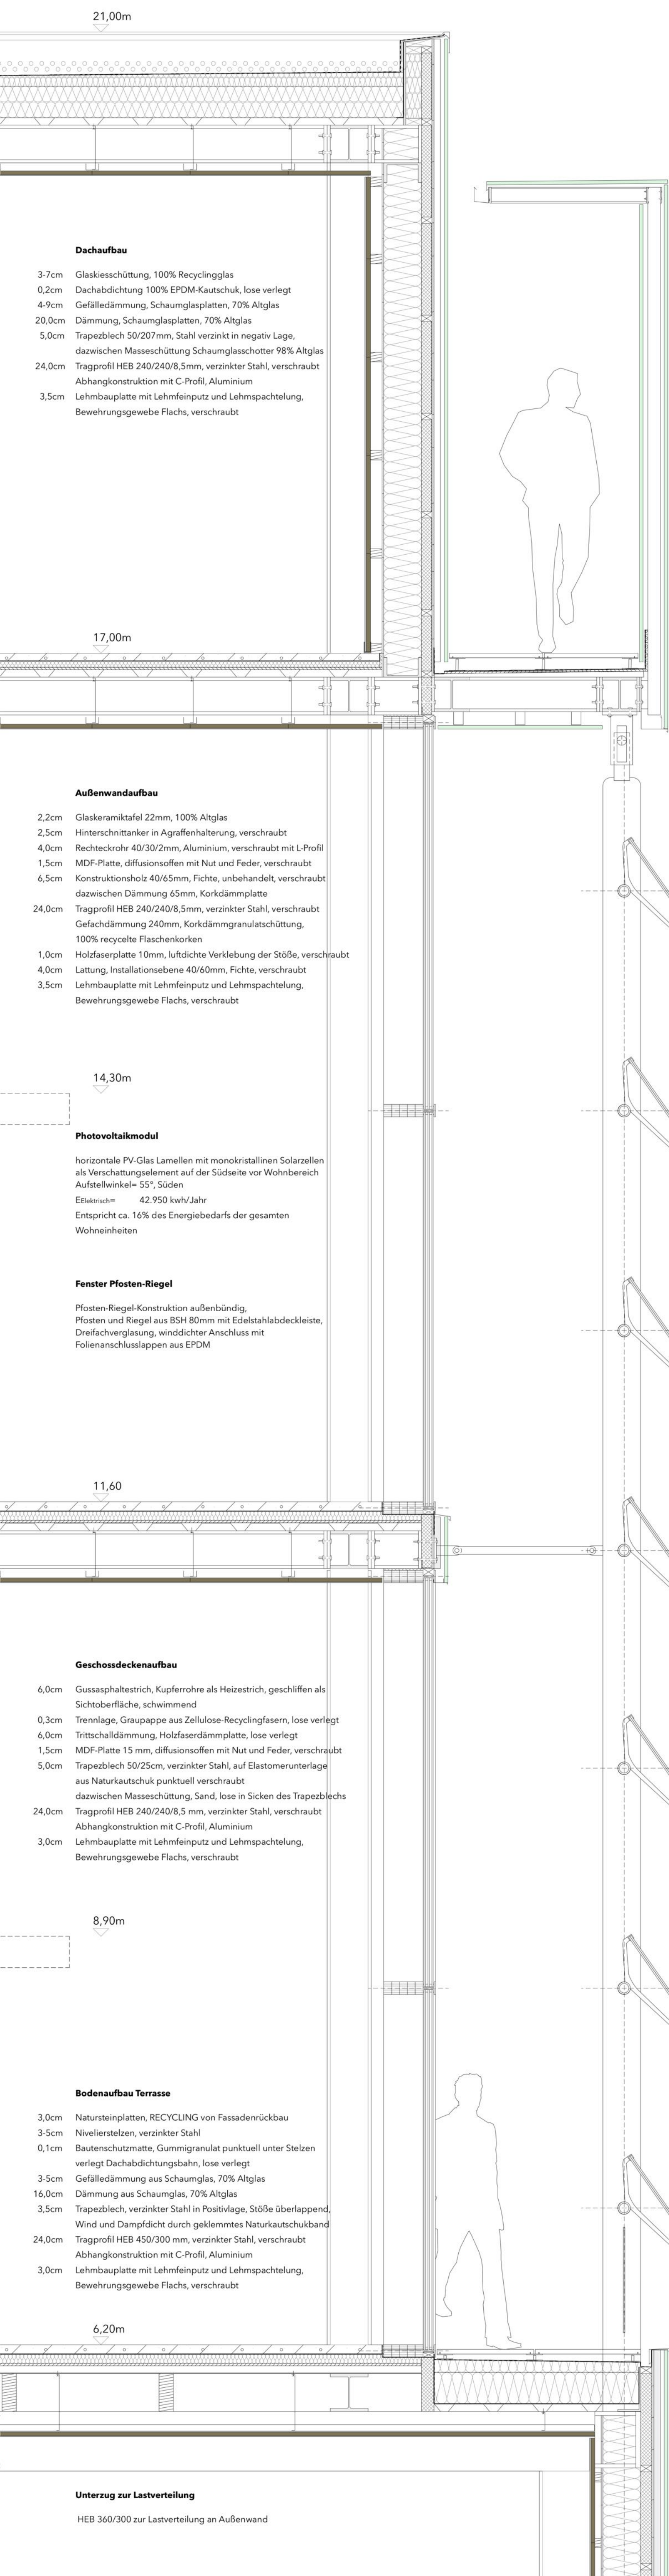 21,00m
Dachaufbau
3-7cm Glaskiesschüttung, 100% Recyclingglas
0,2cm Dachabdichtung 100% EPDM-Kautschuk, lose verlegt
4-9cm Gefälledämmung, Schaumglasplatten, 70% Altglas
20,0cm Dämmung, Schaumglasplatten, 70% Altglas
5,0cm Trapezblech 50/207mm, Stahl verzinkt in negativ Lage,
dazwischen Masseschüttung Schaumglasschotter 98% Altglas
24,0cm Tragprofil HEB 240/240/8,5mm, verzinkter Stahl, verschraubt
Abhangkonstruktion mit C-Profil, Aluminium
3,5cm Lehmbauplatte mit Lehmfeinputz und Lehmspachtelung,
Bewehrungsgewebe Flachs, verschraubt
17,00m
Außenwandaufbau
2,2cm Glaskeramiktafel 22mm, 100% Altglas
2,5cm Hinterschnittanker in Agraffenhalterung, verschraubt
4,0cm Rechteckrohr 40/30/2mm, Aluminium, verschraubt mit L-Profil
1,5cm MDF-Platte, diffusionsoffen mit Nut und Feder, verschraubt
6,5cm Konstruktionsholz 40/65mm, Fichte, unbehandelt, verschraubt
dazwischen Dämmung 65mm, Korkdämmplatte
24,0cm Tragprofil HEB 240/240/8,5mm, verzinkter Stahl, verschraubt
Gefachdämmung 240mm, Korkdämmgranulatschüttung,
100% recycelte Flaschenkorken
1,0cm Holzfaserplatte 10mm, luftdichte Verklebung der Stöße, verschraubt
4,0cm Lattung, Installationsebene 40/60mm, Fichte, verschraubt
3,5cm Lehmbauplatte mit Lehmfeinputz und Lehmspachtelung,
Bewehrungsgewebe Flachs, verschraubt
14,30m
Photovoltaikmodul
horizontale PV-Glas Lamellen mit monokristallinen Solarzellen
als Verschattungselement auf der Südseite vor Wohnbereich
Aufstellwinkel= 55°, Süden
EElektrisch= 42.950 kwh/Jahr
Entspricht ca. 16% des Energiebedarfs der gesamten
Wohneinheiten
Fenster Pfosten-Riegel
Pfosten-Riegel-Konstruktion außenbündig,
Pfosten und Riegel aus BSH 80mm mit Edelstahlabdeckleiste,
Dreifachverglasung, winddichter Anschluss mit
Folienanschlusslappen aus EPDM
11,60
Geschossdeckenaufbau
6,0cm Gussasphaltestrich, Kupferrohre als Heizestrich, geschliffen als
Sichtoberfläche, schwimmend
0,3cm Trennlage, Graupappe aus Zellulose-Recyclingfasern, lose verlegt
6,0cm Trittschalldämmung, Holzfaserdämmplatte, lose verlegt
1,5cm MDF-Platte 15 mm, diffusionsoffen mit Nut und Feder, verschraubt
5,0cm Trapezblech 50/25cm, verzinkter Stahl, auf Elastomerunterlage
aus Naturkautschuk punktuell verschraubt
dazwischen Masseschüttung, Sand, lose in Sicken des Trapezblechs
24,0cm Tragprofil HEB 240/240/8,5 mm, verzinkter Stahl, verschraubt
Abhangkonstruktion mit C-Profil, Aluminium
3,0cm Lehmbauplatte mit Lehmfeinputz und Lehmspachtelung,
Bewehrungsgewebe Flachs, verschraubt
8,90m
Bodenaufbau Terrasse
3,0cm Natursteinplatten, RECYCLING von Fassadenrückbau
3-5cm Nivelierstelzen, verzinkter Stahl
0,1cm Bautenschutzmatte, Gummigranulat punktuell unter Stelzen
verlegt Dachabdichtungsbahn, lose verlegt
3-5cm Gefälledämmung aus Schaumglas, 70% Altglas
16,0cm Dämmung aus Schaumglas, 70% Altglas
3,5cm Trapezblech, verzinkter Stahl in Positivlage, Stöße überlappend,
Wind und Dampfdicht durch geklemmtes Naturkautschukband
24,0cm Tragprofil HEB 450/300 mm, verzinkter Stahl, verschraubt
Abhangkonstruktion mit C-Profil, Aluminium
3,0cm Lehmbauplatte mit Lehmfeinputz und Lehmspachtelung,
Bewehrungsgewebe Flachs, verschraubt
6,20m
Unterzug zur Lastverteilung
HEB 360/300 zur Lastverteilung an Außenwand